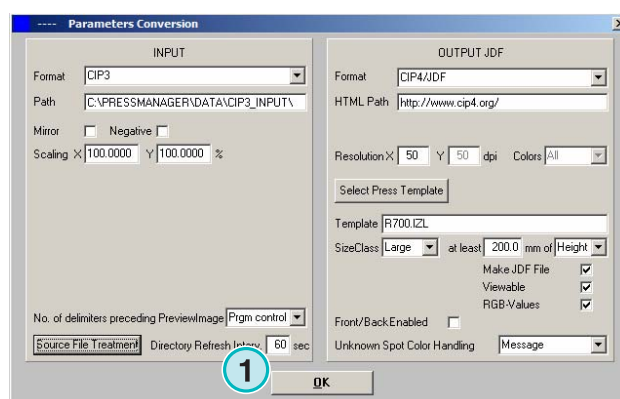 ---- Parameters Conversion
INPUT
Format CIP3
Path C:\PRESSMANAGER\DATA\CIP3_INPUT\
Mirror Negative
Scaling X 100.0000 Y 100.0000 %
No. of delimiters preceding PreviewImage Prgm control
Source File Treatment Directory Refresh Interv. 60 sec
OUTPUT JDF
Format CIP4/JDF
HTML Path http://www.cip4.org/
Resolution X 50 Y 50 dpi Colors All
Select Press Template
Template R700.IZL
SizeClass Large at least 200.0 mm of Height
Make JDF File
Viewable
RGB-Values
Front/Back Enabled
Unknown Spot Color Handling Message
1
OK